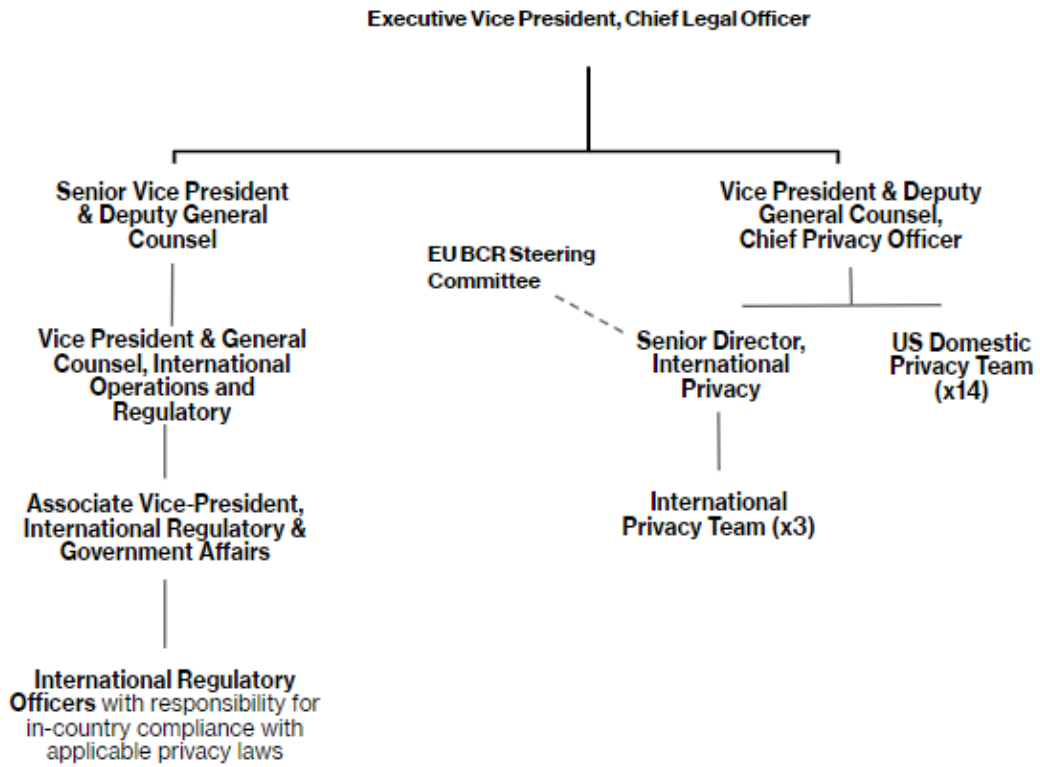 Executive Vice President, Chief Legal Officer
Senior Vice President
& Deputy General
Counsel
Vice President & Deputy
General Counsel,
Chief Privacy Officer
EU BCR Steering
Committee
Vice President & General
Counsel, International
Operations and
Regulatory
Senior Director,
International
Privacy
US Domestic
Privacy Team
(x14)
Associate Vice-President,
International Regulatory &
Government Affairs
International
Privacy Team (x3)
International Regulatory
Officers with responsibility for
in-country compliance with
applicable privacy laws